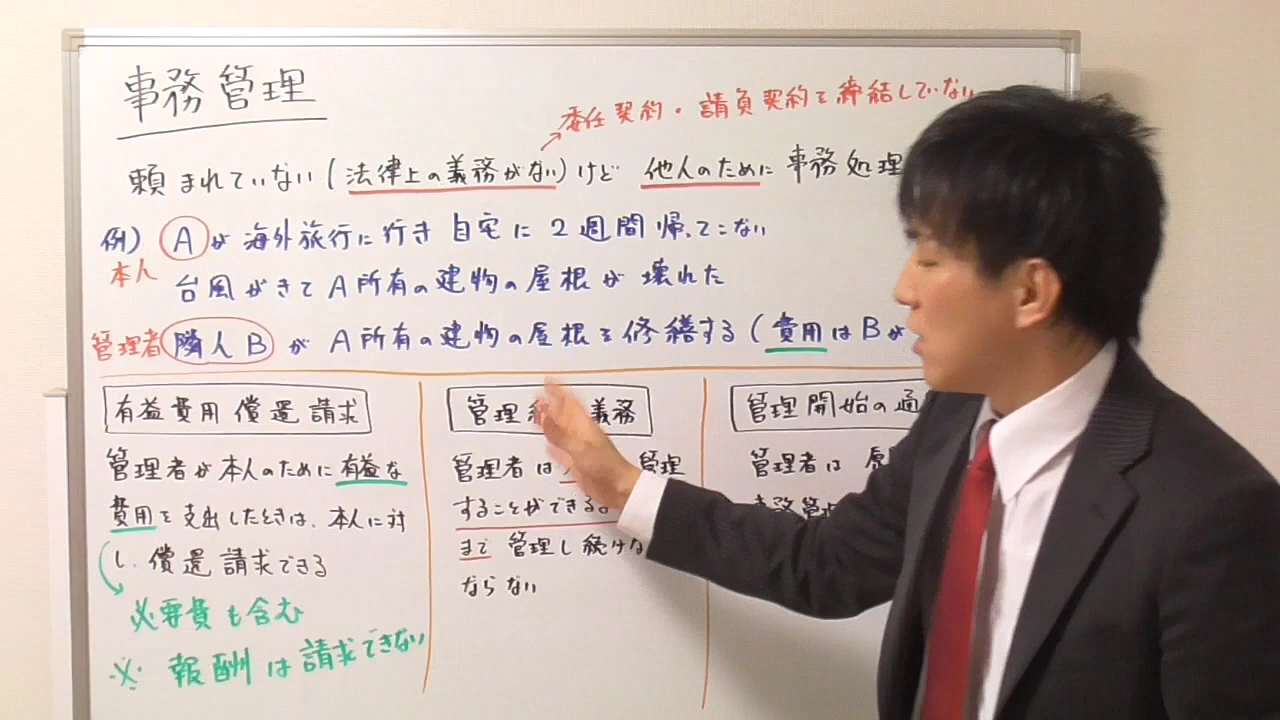 事務管理
委任契約・請負契約を締結していない
頼まれていない(法律上の義務がない)けど 他人のために事務処理
例) Aが海外旅行に行き自宅に2週間帰ってこない
本人
台風がきてA所有の建物の屋根が壊れた
管理者 隣人BがA所有の建物の屋根を修繕する(費用はBが
有益費用償還請求
管理者が本人のために有益な
費用を支出したときは、本人に対
し、償還請求できる
必要費も含む
※ 報酬は請求できない
管理 義務
管理者は 管理
することができる
まで管理し続けな
ならない
管理開始の通
管理者は
事務管